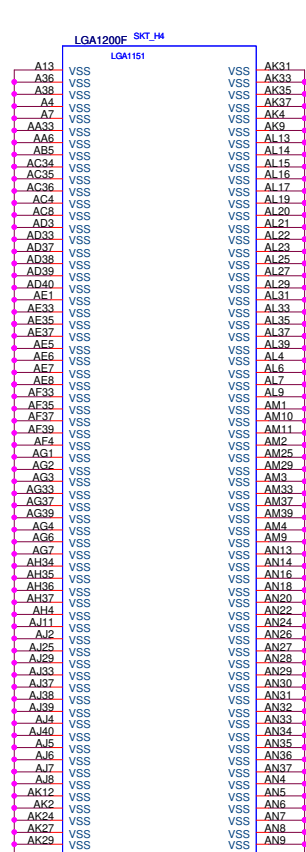 LGA1200F SKT_H4
LGA1151
A13 VSS VSS AK31
A36 VSS VSS AK33
A38 VSS VSS AK35
A4 VSS VSS AK37
A7 VSS VSS AK4
AA33 VSS VSS AK9
AA6 VSS VSS AL13
AB5 VSS VSS AL14
AC34 VSS VSS AL15
AC35 VSS VSS AL16
AC36 VSS VSS AL17
AC4 VSS VSS AL19
AC8 VSS VSS AL20
AD3 VSS VSS AL21
AD33 VSS VSS AL22
AD37 VSS VSS AL23
AD38 VSS VSS AL25
AD39 VSS VSS AL27
AD40 VSS VSS AL29
AE1 VSS VSS AL31
AE33 VSS VSS AL33
AE35 VSS VSS AL35
AE37 VSS VSS AL37
AE5 VSS VSS AL39
AE6 VSS VSS AL4
AE7 VSS VSS AL6
AE8 VSS VSS AL7
AF33 VSS VSS AL9
AF35 VSS VSS AM1
AF37 VSS VSS AM10
AF39 VSS VSS AM11
AF4 VSS VSS AM2
AG1 VSS VSS AM25
AG2 VSS VSS AM29
AG3 VSS VSS AM3
AG33 VSS VSS AM33
AG37 VSS VSS AM37
AG39 VSS VSS AM39
AG4 VSS VSS AM4
AG6 VSS VSS AM9
AG7 VSS VSS AN13
AH34 VSS VSS AN14
AH35 VSS VSS AN16
AH36 VSS VSS AN18
AH37 VSS VSS AN20
AH4 VSS VSS AN22
AJ11 VSS VSS AN24
AJ2 VSS VSS AN26
AJ25 VSS VSS AN27
AJ29 VSS VSS AN28
AJ33 VSS VSS AN29
AJ37 VSS VSS AN30
AJ38 VSS VSS AN31
AJ39 VSS VSS AN32
AJ4 VSS VSS AN33
AJ40 VSS VSS AN34
AJ5 VSS VSS AN35
AJ6 VSS VSS AN36
AJ7 VSS VSS AN37
AJ8 VSS VSS AN4
AK12 VSS VSS AN5
AK2 VSS VSS AN6
AK24 VSS VSS AN7
AK27 VSS VSS AN8
AK29 VSS VSS AN9